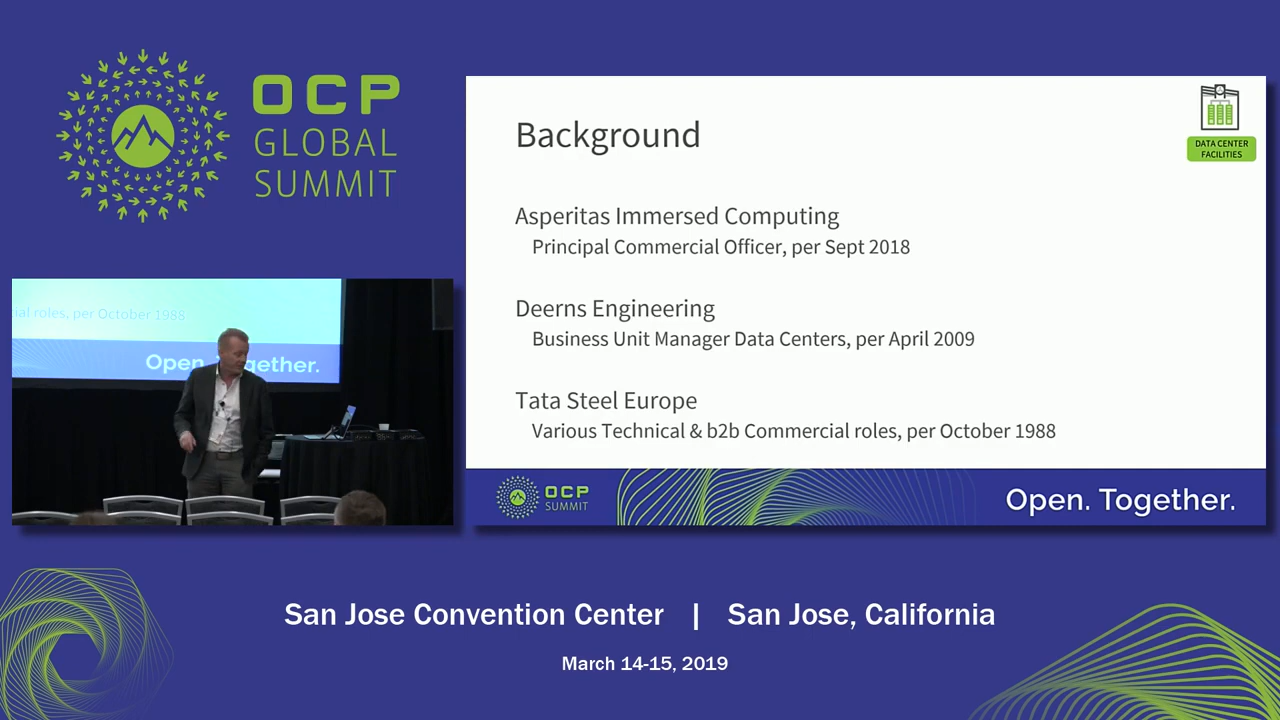 OCP
GLOBAL
SUMMIT
Background
DATA CENTER
FACILITIES
Asperitas Immersed Computing
Principal Commercial Officer, per Sept 2018
Deerns Engineering
Business Unit Manager Data Centers, per April 2009
Tata Steel Europe
Various Technical & b2b Commercial roles, per October 1988
OCP
SUMMIT
Open. Together.
ial roles, per October 1988
Open. Together.
San Jose Convention Center | San Jose, California
March 14-15, 2019